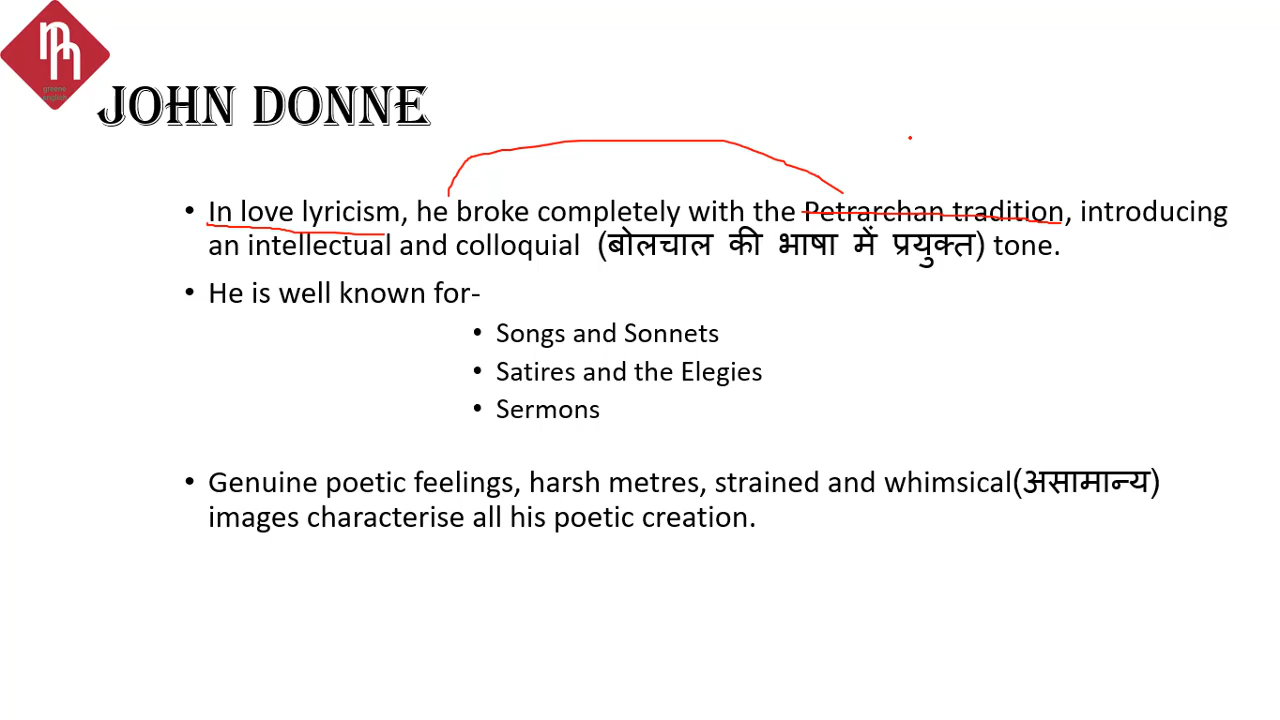 greene
english
JOHN DONNE
• In love lyricism, he broke completely with the Petrarchan tradition, introducing
an intellectual and colloquial (बोलचाल की भाषा में प्रयुक्त) tone.
• He is well known for-
• Songs and Sonnets
• Satires and the Elegies
• Sermons
• Genuine poetic feelings, harsh metres, strained and whimsical(असामान्य)
images characterise all his poetic creation.